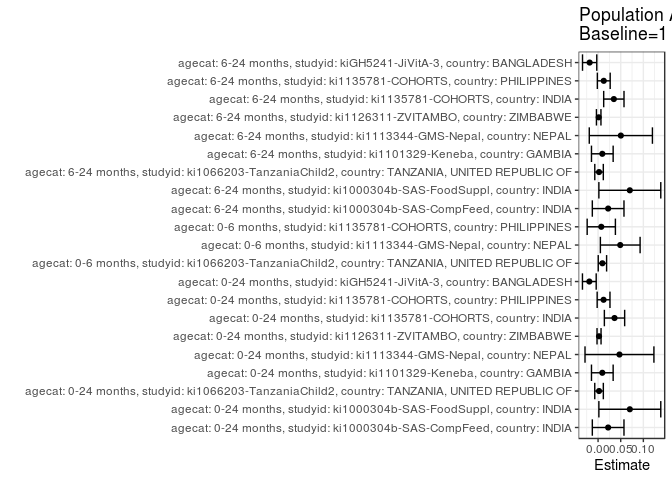 Population A
Baseline=1
agecat: 6-24 months, studyid: kiGH5241-JiVitA-3, country: BANGLADESH
agecat: 6-24 months, studyid: ki1135781-COHORTS, country: PHILIPPINES
agecat: 6-24 months, studyid: ki1135781-COHORTS, country: INDIA
agecat: 6-24 months, studyid: ki1126311-ZVITAMBO, country: ZIMBABWE
agecat: 6-24 months, studyid: ki1113344-GMS-Nepal, country: NEPAL
agecat: 6-24 months, studyid: ki1101329-Keneba, country: GAMBIA
agecat: 6-24 months, studyid: ki1066203-TanzaniaChild2, country: TANZANIA, UNITED REPUBLIC OF
agecat: 6-24 months, studyid: ki1000304b-SAS-FoodSuppl, country: INDIA
agecat: 6-24 months, studyid: ki1000304b-SAS-CompFeed, country: INDIA
agecat: 0-6 months, studyid: ki1135781-COHORTS, country: PHILIPPINES
agecat: 0-6 months, studyid: ki1113344-GMS-Nepal, country: NEPAL
agecat: 0-6 months, studyid: ki1066203-TanzaniaChild2, country: TANZANIA, UNITED REPUBLIC OF
agecat: 0-24 months, studyid: kiGH5241-JiVitA-3, country: BANGLADESH
agecat: 0-24 months, studyid: ki1135781-COHORTS, country: PHILIPPINES
agecat: 0-24 months, studyid: ki1135781-COHORTS, country: INDIA
agecat: 0-24 months, studyid: ki1126311-ZVITAMBO, country: ZIMBABWE
agecat: 0-24 months, studyid: ki1113344-GMS-Nepal, country: NEPAL
agecat: 0-24 months, studyid: ki1101329-Keneba, country: GAMBIA
agecat: 0-24 months, studyid: ki1066203-TanzaniaChild2, country: TANZANIA, UNITED REPUBLIC OF
agecat: 0-24 months, studyid: ki1000304b-SAS-FoodSuppl, country: INDIA
agecat: 0-24 months, studyid: ki1000304b-SAS-CompFeed, country: INDIA
0.00 0.05 0.10
Estimate